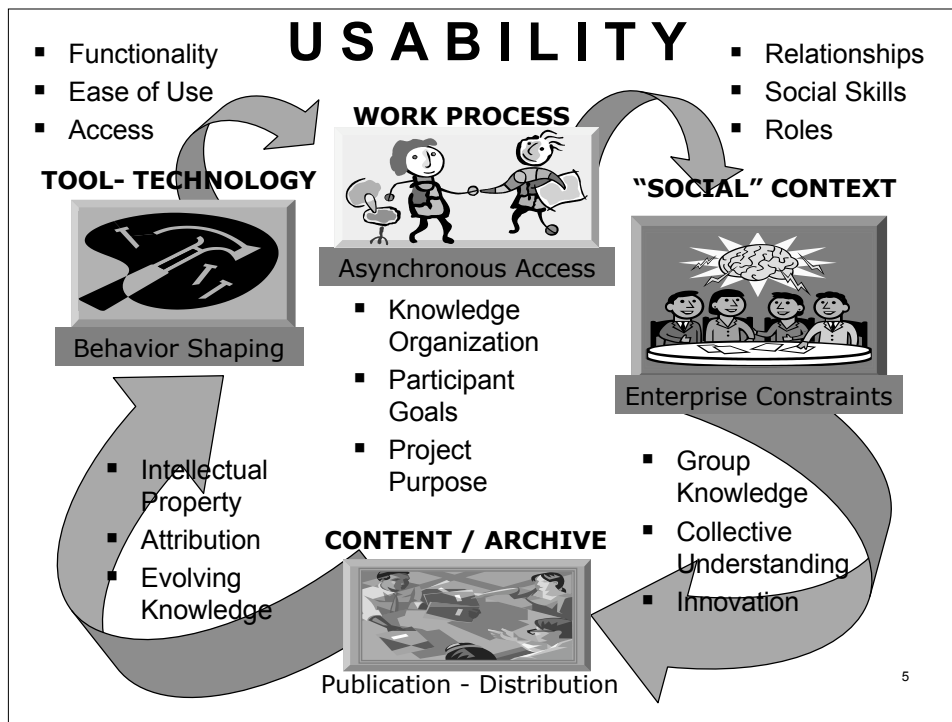 U S A B I L I T Y
▪ Functionality
▪ Ease of Use
▪ Access
▪ Relationships
▪ Social Skills
▪ Roles
WORK PROCESS
TOOL- TECHNOLOGY
“SOCIAL” CONTEXT
Asynchronous Access
Behavior Shaping
Enterprise Constraints
▪ Knowledge
Organization
▪ Participant
Goals
▪ Project
Purpose
▪ Intellectual
Property
▪ Attribution
▪ Evolving
Knowledge
▪ Group
Knowledge
▪ Collective
Understanding
▪ Innovation
CONTENT / ARCHIVE
Publication - Distribution
5